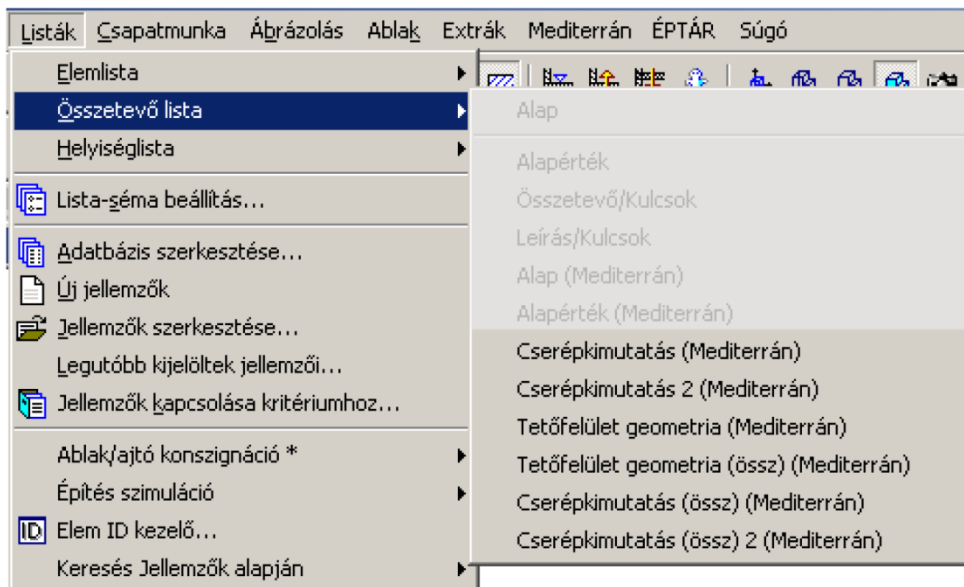 Listák Csapatmunka Ábrázolás Ablak Extrák Mediterrán ÉPTÁR Súgó
Elemlista
Összetevő lista
Helyiséglista
Lista-séma beállítás...
Adatbázis szerkesztése...
Új jellemzők
Jellemzők szerkesztése...
Legutóbb kijelöltek jellemzői...
Jellemzők kapcsolása kritériumhoz...
Ablak/ajtó konszignáció *
Építés szimuláció
ID Elem ID kezelő...
Keresés Jellemzők alapján
Alap
Alapérték
Összetevő/Kulcsok
Leírás/Kulcsok
Alap (Mediterrán)
Alapérték (Mediterrán)
Cserépkimutatás (Mediterrán)
Cserépkimutatás 2 (Mediterrán)
Tetőfelület geometria (Mediterrán)
Tetőfelület geometria (össz) (Mediterrán)
Cserépkimutatás (össz) (Mediterrán)
Cserépkimutatás (össz) 2 (Mediterrán)